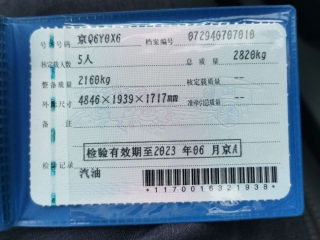 号牌号码 京Q6Y0X6 档案编号 072940707010
核定载人数 5人 总质量 2820kg
整备质量 2160kg 核定载质量 --
外廓尺寸 4846×1939×1717mm 准牵引总质量 --
备注
检验有效期至2023 年06 月京A
检验记录
汽油
*1170016321938*